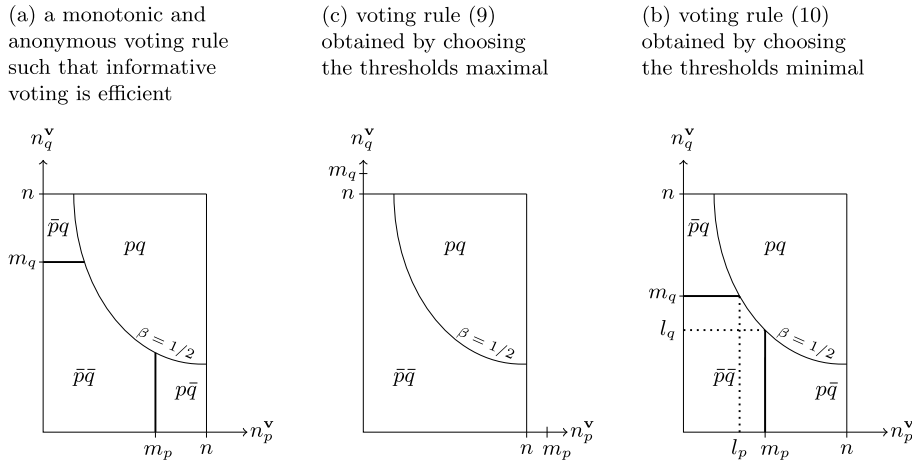 (a) a monotonic and
anonymous voting rule
such that informative
voting is efficient
n_q^v
n
p̄q
pq
m_q
β = 1/2
p̄q̄
pq̄
m_p
n
n_p^v
(c) voting rule (9)
obtained by choosing
the thresholds maximal
n_q^v
m_q
n
pq
β = 1/2
p̄q̄
n
m_p
n_p^v
(b) voting rule (10)
obtained by choosing
the thresholds minimal
n_q^v
n
p̄q
pq
m_q
l_q
β = 1/2
p̄q̄
pq̄
l_p
m_p
n
n_p^v